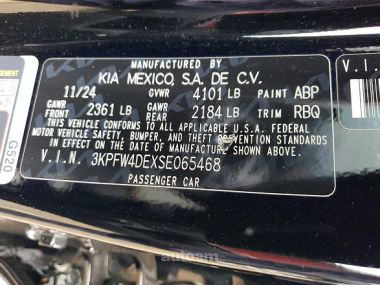 MANUFACTURED BY
KIA MEXICO, S.A. DE C.V.
11/24 GVWR 4101 LB PAINT ABP
GAWR FRONT 2361 LB GAWR REAR 2184 LB TRIM RBQ
THIS VEHICLE CONFORMS TO ALL APPLICABLE U.S.A. FEDERAL
MOTOR VEHICLE SAFETY, BUMPER, AND THEFT PREVENTION
STANDARDS IN EFFECT ON THE DATE OF MANUFACTURE SHOWN ABOVE.
V.I.N. 3KPFW4DEXSE065468
PASSENGER CAR
G520
V.I.
autoam